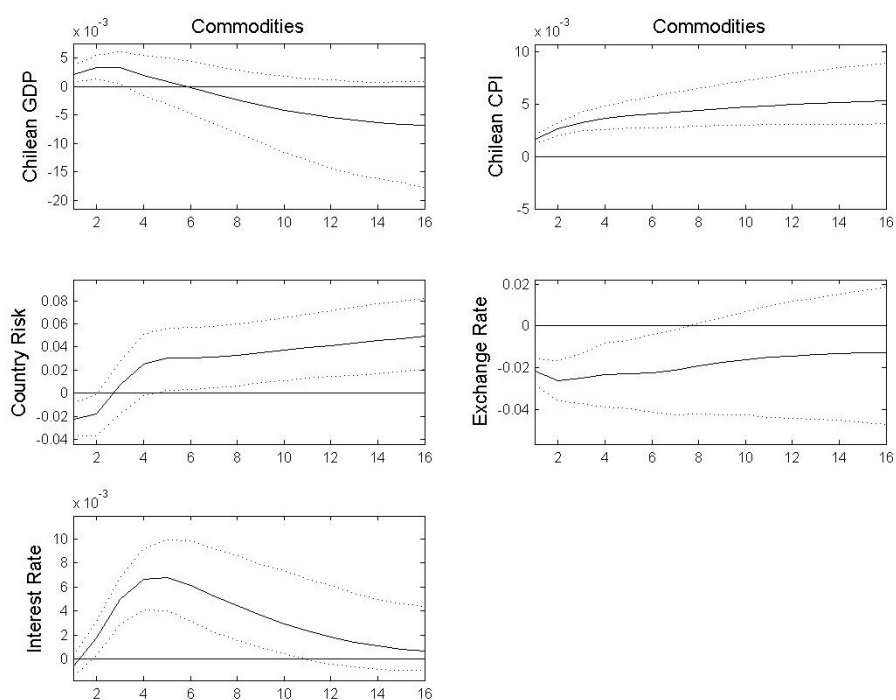 Commodities
x 10-3
Chilean GDP
5
0
-5
-10
-15
-20
2 4 6 8 10 12 14 16
Commodities
x 10-3
Chilean CPI
10
5
0
-5
2 4 6 8 10 12 14 16
Country Risk
0.08
0.06
0.04
0.02
0
-0.02
-0.04
2 4 6 8 10 12 14 16
Exchange Rate
0.02
0
-0.02
-0.04
2 4 6 8 10 12 14 16
x 10-3
Interest Rate
10
8
6
4
2
0
2 4 6 8 10 12 14 16